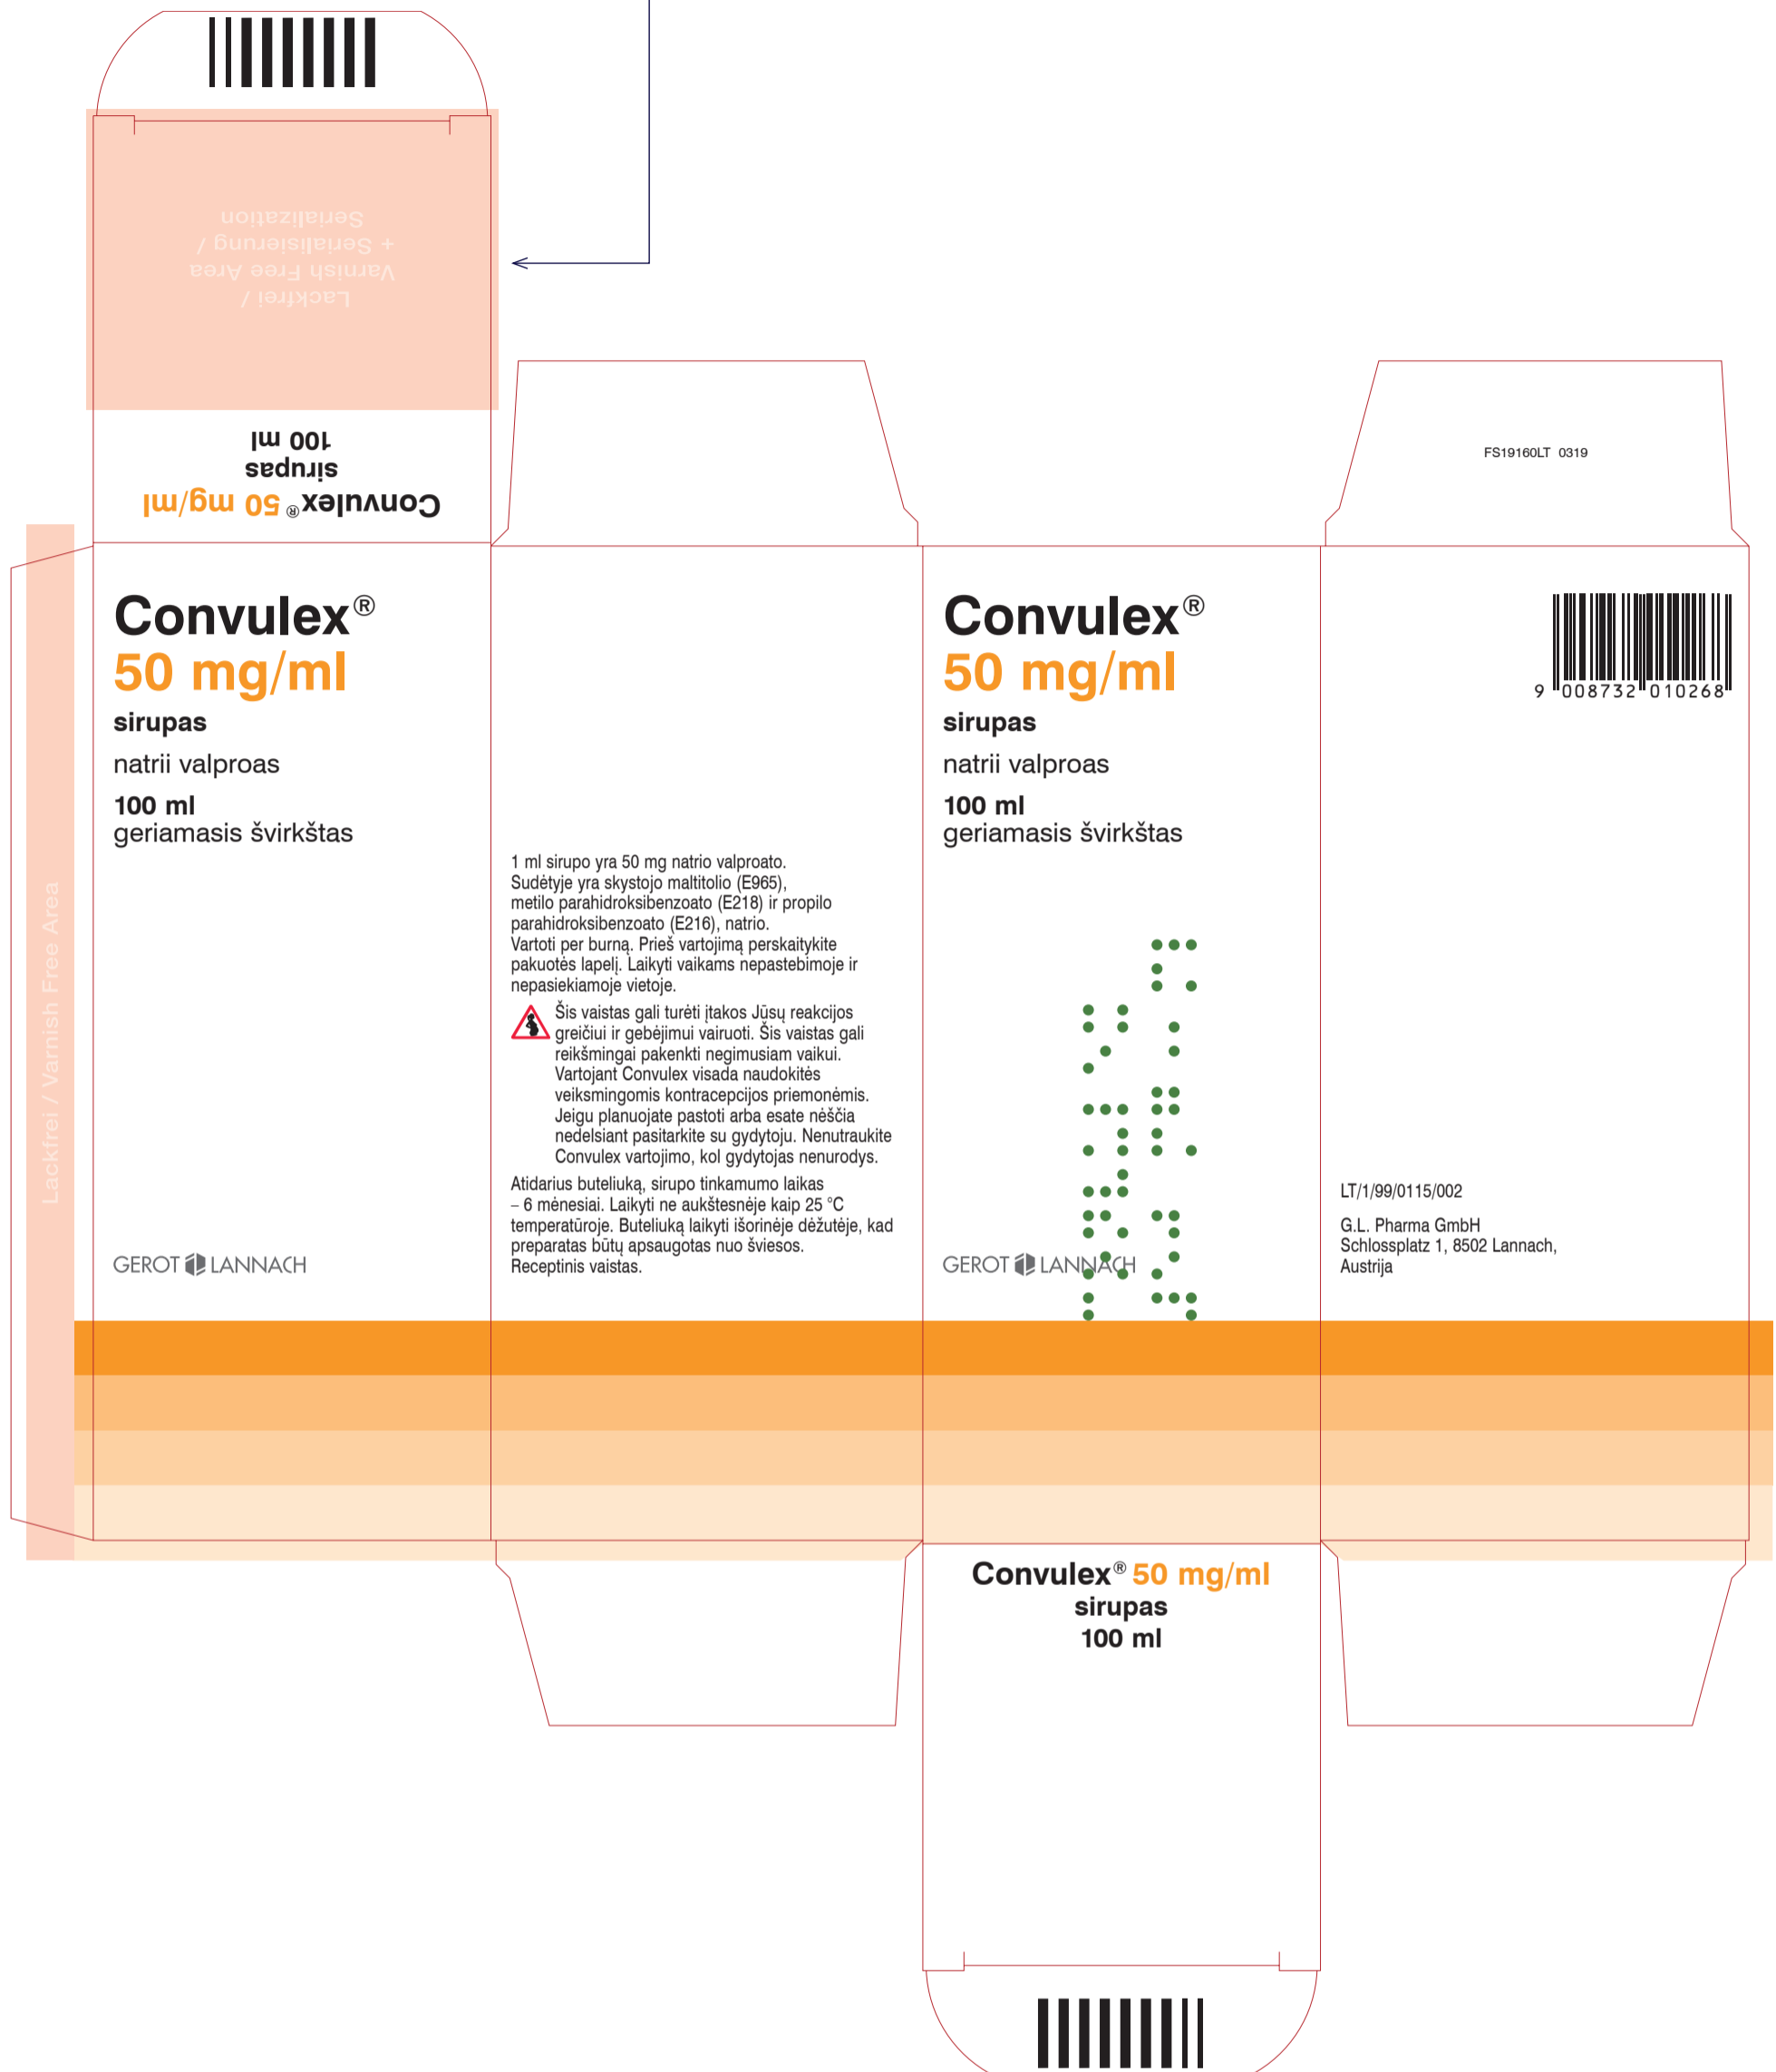 Lackfrei /
Varnish Free Area
+ Serialisierung /
Serialization
Convulex® 50 mg/ml
sirupas
100 ml
FS19160LT 0319
Lackfrei / Varnish Free Area
Convulex®
50 mg/ml
sirupas
natrii valproas
100 ml
geriamasis švirkštas
GEROT LANNACH
1 ml sirupo yra 50 mg natrio valproato.
Sudėtyje yra skystojo maltitolio (E965),
metilo parahidroksibenzoato (E218) ir propilo
parahidroksibenzoato (E216), natrio.
Vartoti per burną. Prieš vartojimą perskaitykite
pakuotės lapelį. Laikyti vaikams nepastebimoje ir
nepasiekiamoje vietoje.
Šis vaistas gali turėti įtakos Jūsų reakcijos
greičiui ir gebėjimui vairuoti. Šis vaistas gali
reikšmingai pakenkti negimusiam vaikui.
Vartojant Convulex visada naudokitės
veiksmingomis kontracepcijos priemonėmis.
Jeigu planuojate pastoti arba esate nėščia
nedelsiant pasitarkite su gydytoju. Nenutraukite
Convulex vartojimo, kol gydytojas nenurodys.
Atidarius buteliuką, sirupo tinkamumo laikas
– 6 mėnesiai. Laikyti ne aukštesnėje kaip 25 °C
temperatūroje. Buteliuką laikyti išorinėje dėžutėje, kad
preparatas būtų apsaugotas nuo šviesos.
Receptinis vaistas.
Convulex®
50 mg/ml
sirupas
natrii valproas
100 ml
geriamasis švirkštas
GEROT LANNACH
9 008732 010268
LT/1/99/0115/002
G.L. Pharma GmbH
Schlossplatz 1, 8502 Lannach,
Austrija
Convulex® 50 mg/ml
sirupas
100 ml